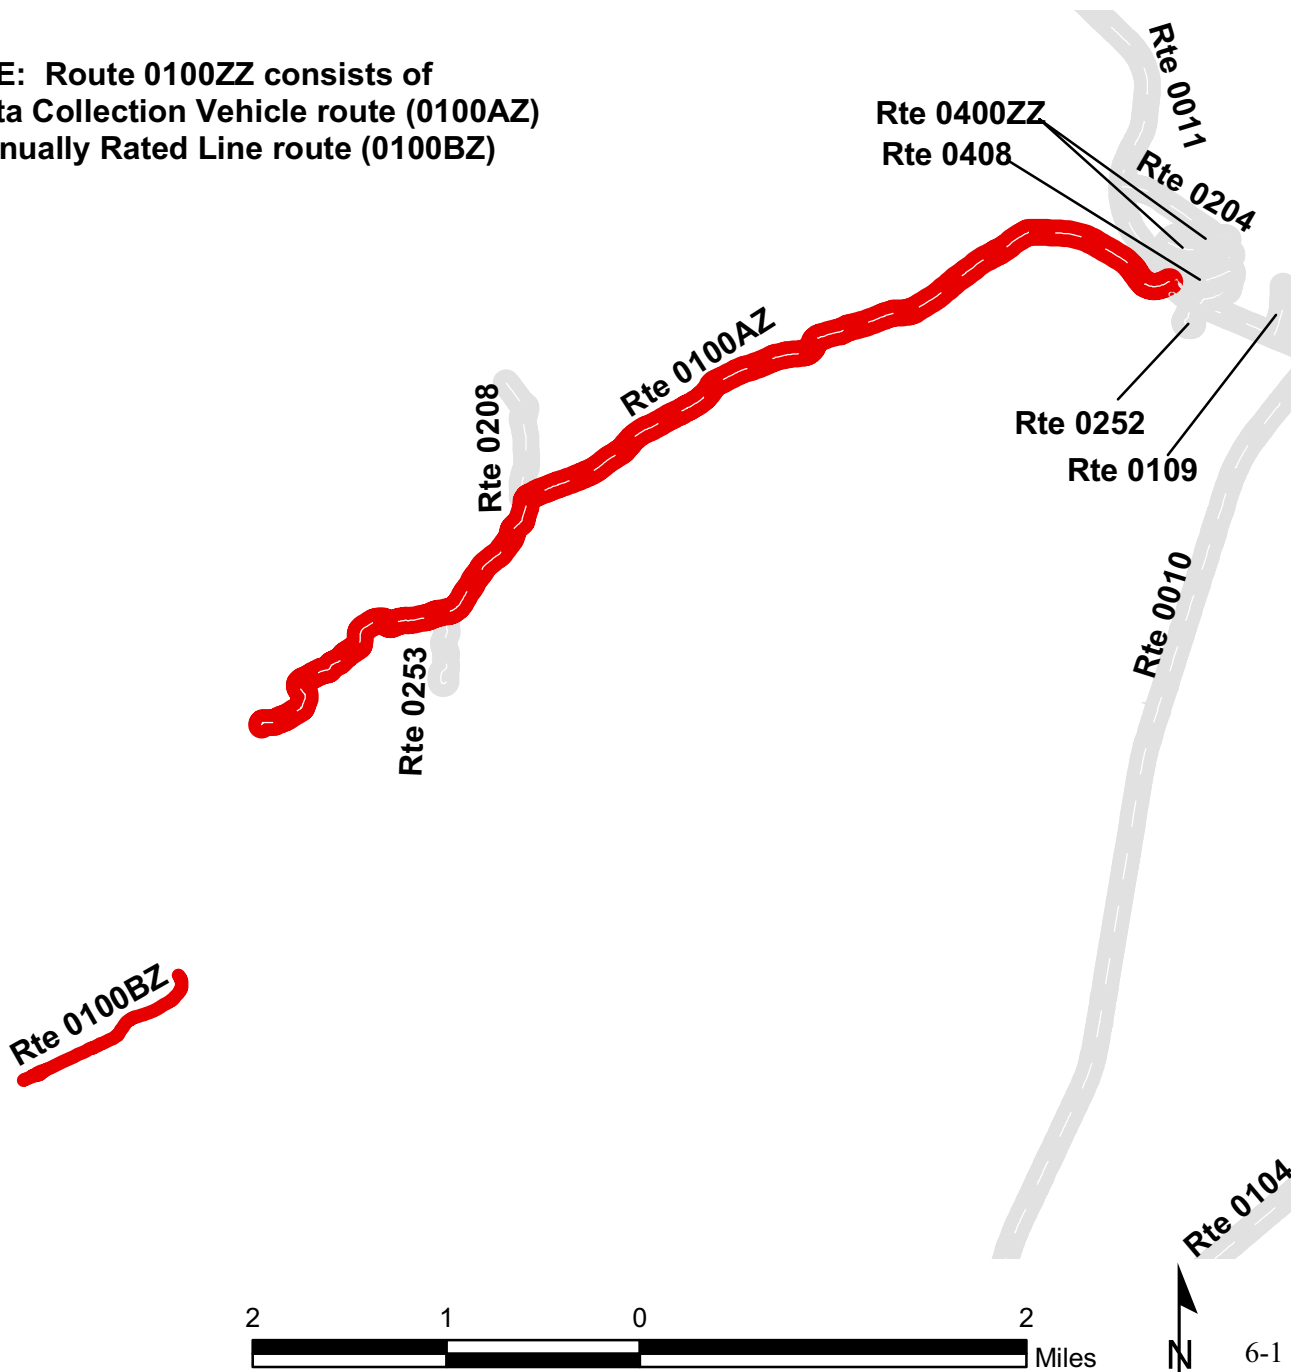 E: Route 0100ZZ consists of
ta Collection Vehicle route (0100AZ)
nually Rated Line route (0100BZ)
Rte 0011
Rte 0400ZZ
Rte 0408
Rte 0204
Rte 0100AZ
Rte 0208
Rte 0252
Rte 0109
Rte 0010
Rte 0253
Rte 0100BZ
Rte 0104
2 1 0 2
Miles
N
6-1